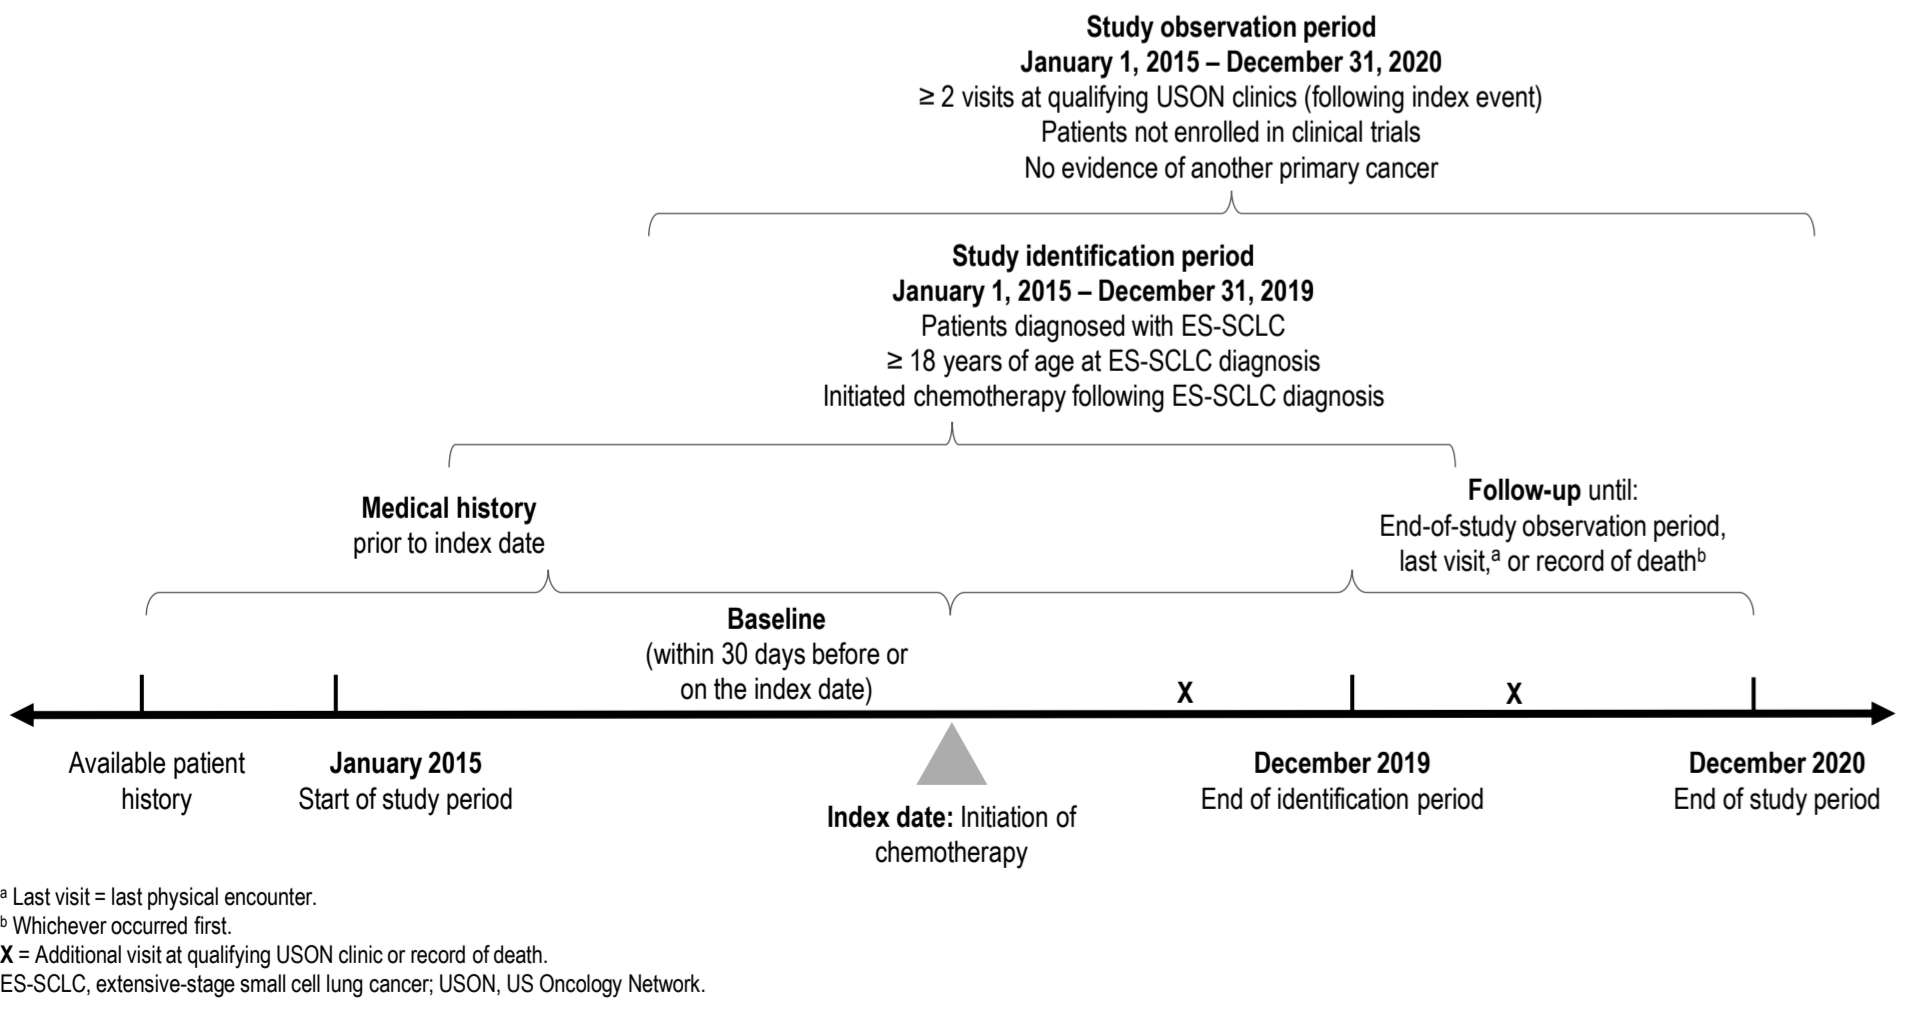 Study observation period
January 1, 2015 – December 31, 2020
≥ 2 visits at qualifying USON clinics (following index event)
Patients not enrolled in clinical trials
No evidence of another primary cancer
Study identification period
January 1, 2015 – December 31, 2019
Patients diagnosed with ES-SCLC
≥ 18 years of age at ES-SCLC diagnosis
Initiated chemotherapy following ES-SCLC diagnosis
Medical history
prior to index date
Follow-up until:
End-of-study observation period,
last visit,ᵃ or record of deathᵇ
Baseline
(within 30 days before or
on the index date)
X
X
Available patient
history
January 2015
Start of study period
Index date: Initiation of
chemotherapy
December 2019
End of identification period
December 2020
End of study period
ᵃ Last visit = last physical encounter.
ᵇ Whichever occurred first.
X = Additional visit at qualifying USON clinic or record of death.
ES-SCLC, extensive-stage small cell lung cancer; USON, US Oncology Network.